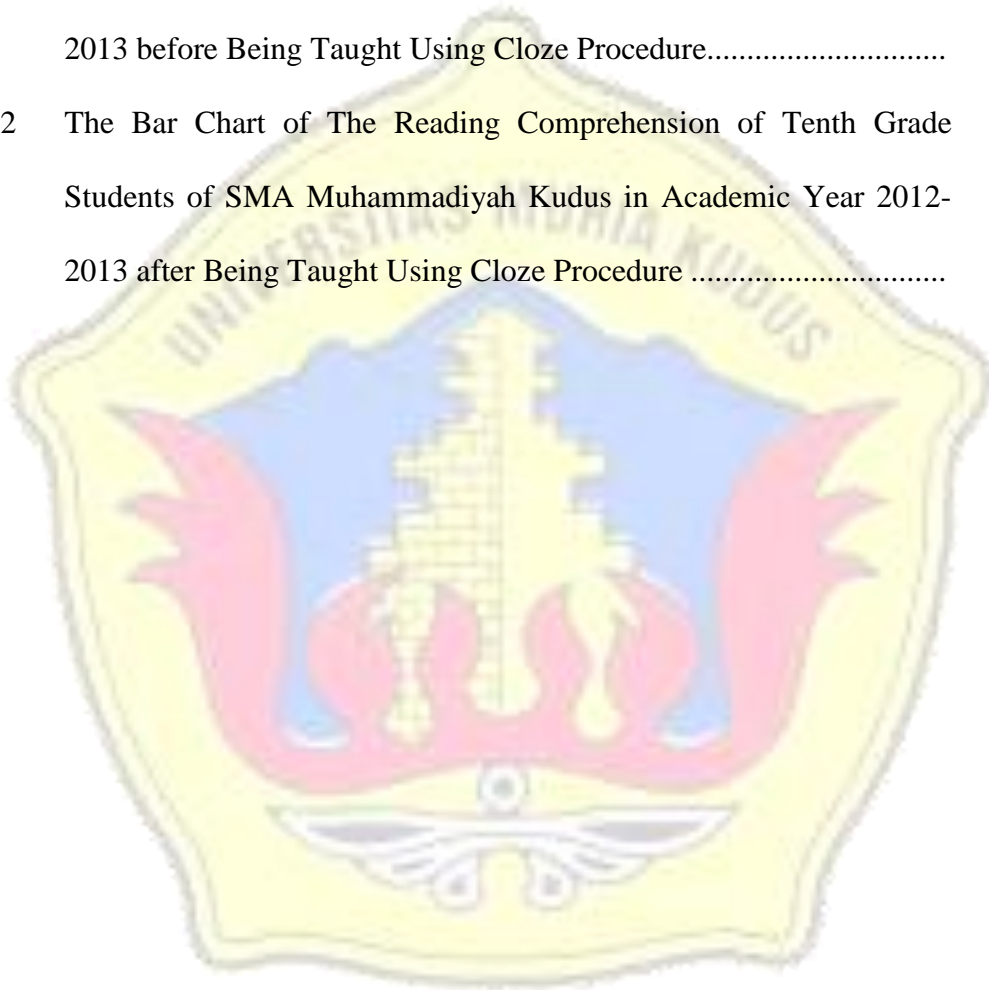 2013 before Being Taught Using Cloze Procedure..............................
2 The Bar Chart of The Reading Comprehension of Tenth Grade
Students of SMA Muhammadiyah Kudus in Academic Year 2012-
2013 after Being Taught Using Cloze Procedure ................................
UNIVERSITAS MURIA KUDUS